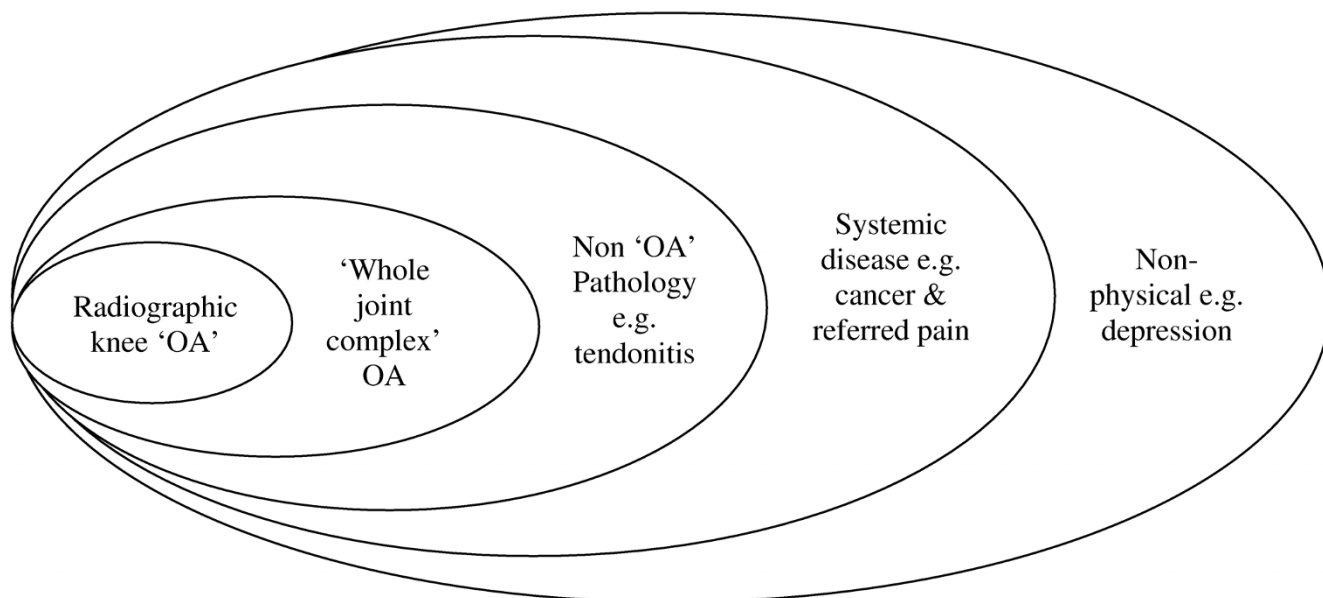 Radiographic
knee ‘OA’
‘Whole
joint
complex’
OA
Non ‘OA’
Pathology
e.g.
tendonitis
Systemic
disease e.g.
cancer &
referred pain
Non-
physical e.g.
depression